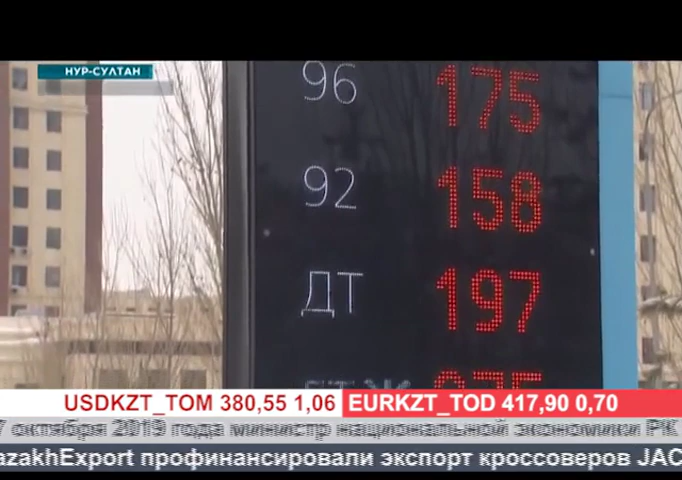 НУР-СУЛТАН
96 175
92 158
ДТ 197
USDKZT_TOM 380,55 1,06 EURKZT_TOD 417,90 0,70
7 октября 2019 года министр национальной экономики РК
azakhExport профинансировали экспорт кроссоверов JAC